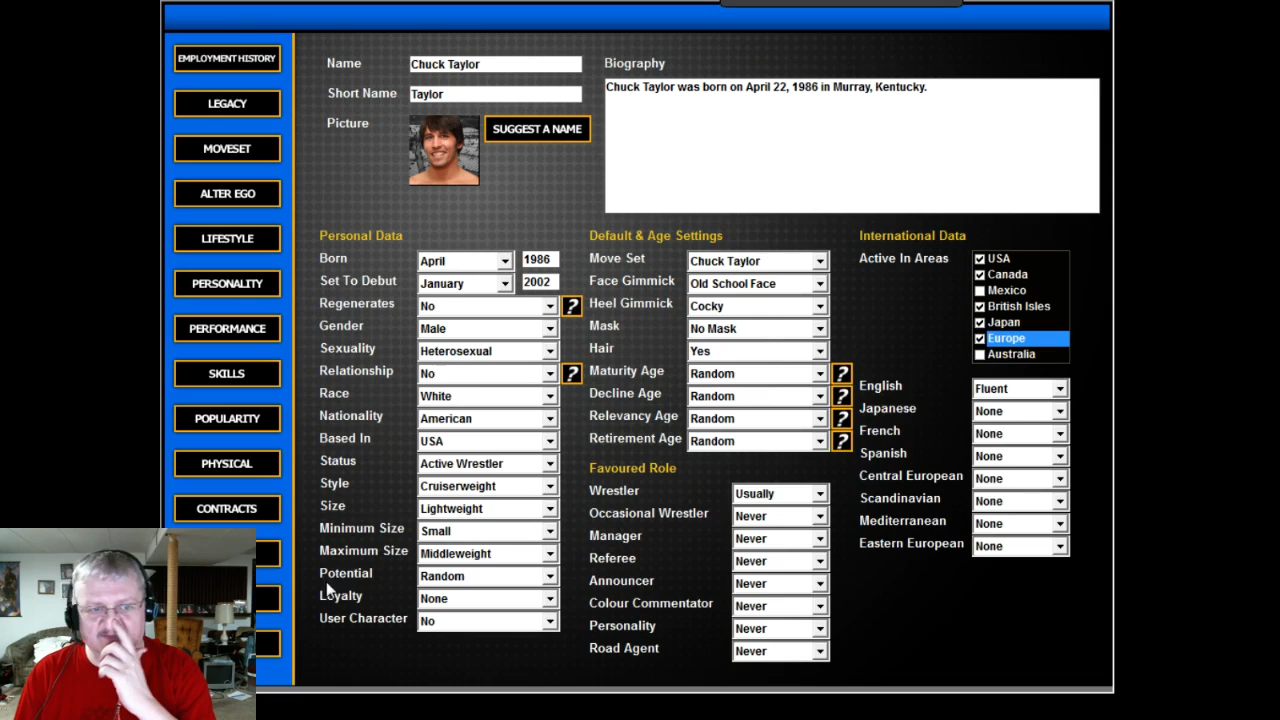 EMPLOYMENT HISTORY
LEGACY
MOVESET
ALTER EGO
LIFESTYLE
PERSONALITY
PERFORMANCE
SKILLS
POPULARITY
PHYSICAL
CONTRACTS
Name Chuck Taylor
Short Name Taylor
Picture SUGGEST A NAME
Biography
Chuck Taylor was born on April 22, 1986 in Murray, Kentucky.
Personal Data
Born April 1986
Set To Debut January 2002
Regenerates No ?
Gender Male
Sexuality Heterosexual
Relationship No ?
Race White
Nationality American
Based In USA
Status Active Wrestler
Style Cruiserweight
Size Lightweight
Minimum Size Small
Maximum Size Middleweight
Potential Random
Loyalty None
User Character No
Default & Age Settings
Move Set Chuck Taylor
Face Gimmick Old School Face
Heel Gimmick Cocky
Mask No Mask
Hair Yes
Maturity Age Random ?
Decline Age Random ?
Relevancy Age Random ?
Retirement Age Random ?
Favoured Role
Wrestler Usually
Occasional Wrestler Never
Manager Never
Referee Never
Announcer Never
Colour Commentator Never
Personality Never
Road Agent Never
International Data
Active In Areas USA
Canada
Mexico
British Isles
Japan
Europe
Australia
English Fluent
Japanese None
French None
Spanish None
Central European None
Scandinavian None
Mediterranean None
Eastern European None